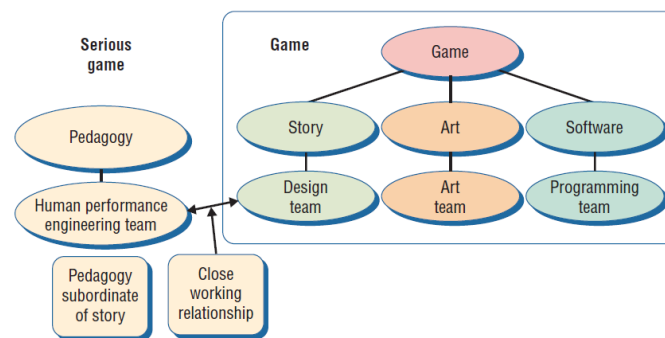 Serious
game
Game
Game
Pedagogy
Story
Art
Software
Human performance
engineering team
Design
team
Art
team
Programming
team
Pedagogy
subordinate
of story
Close
working
relationship